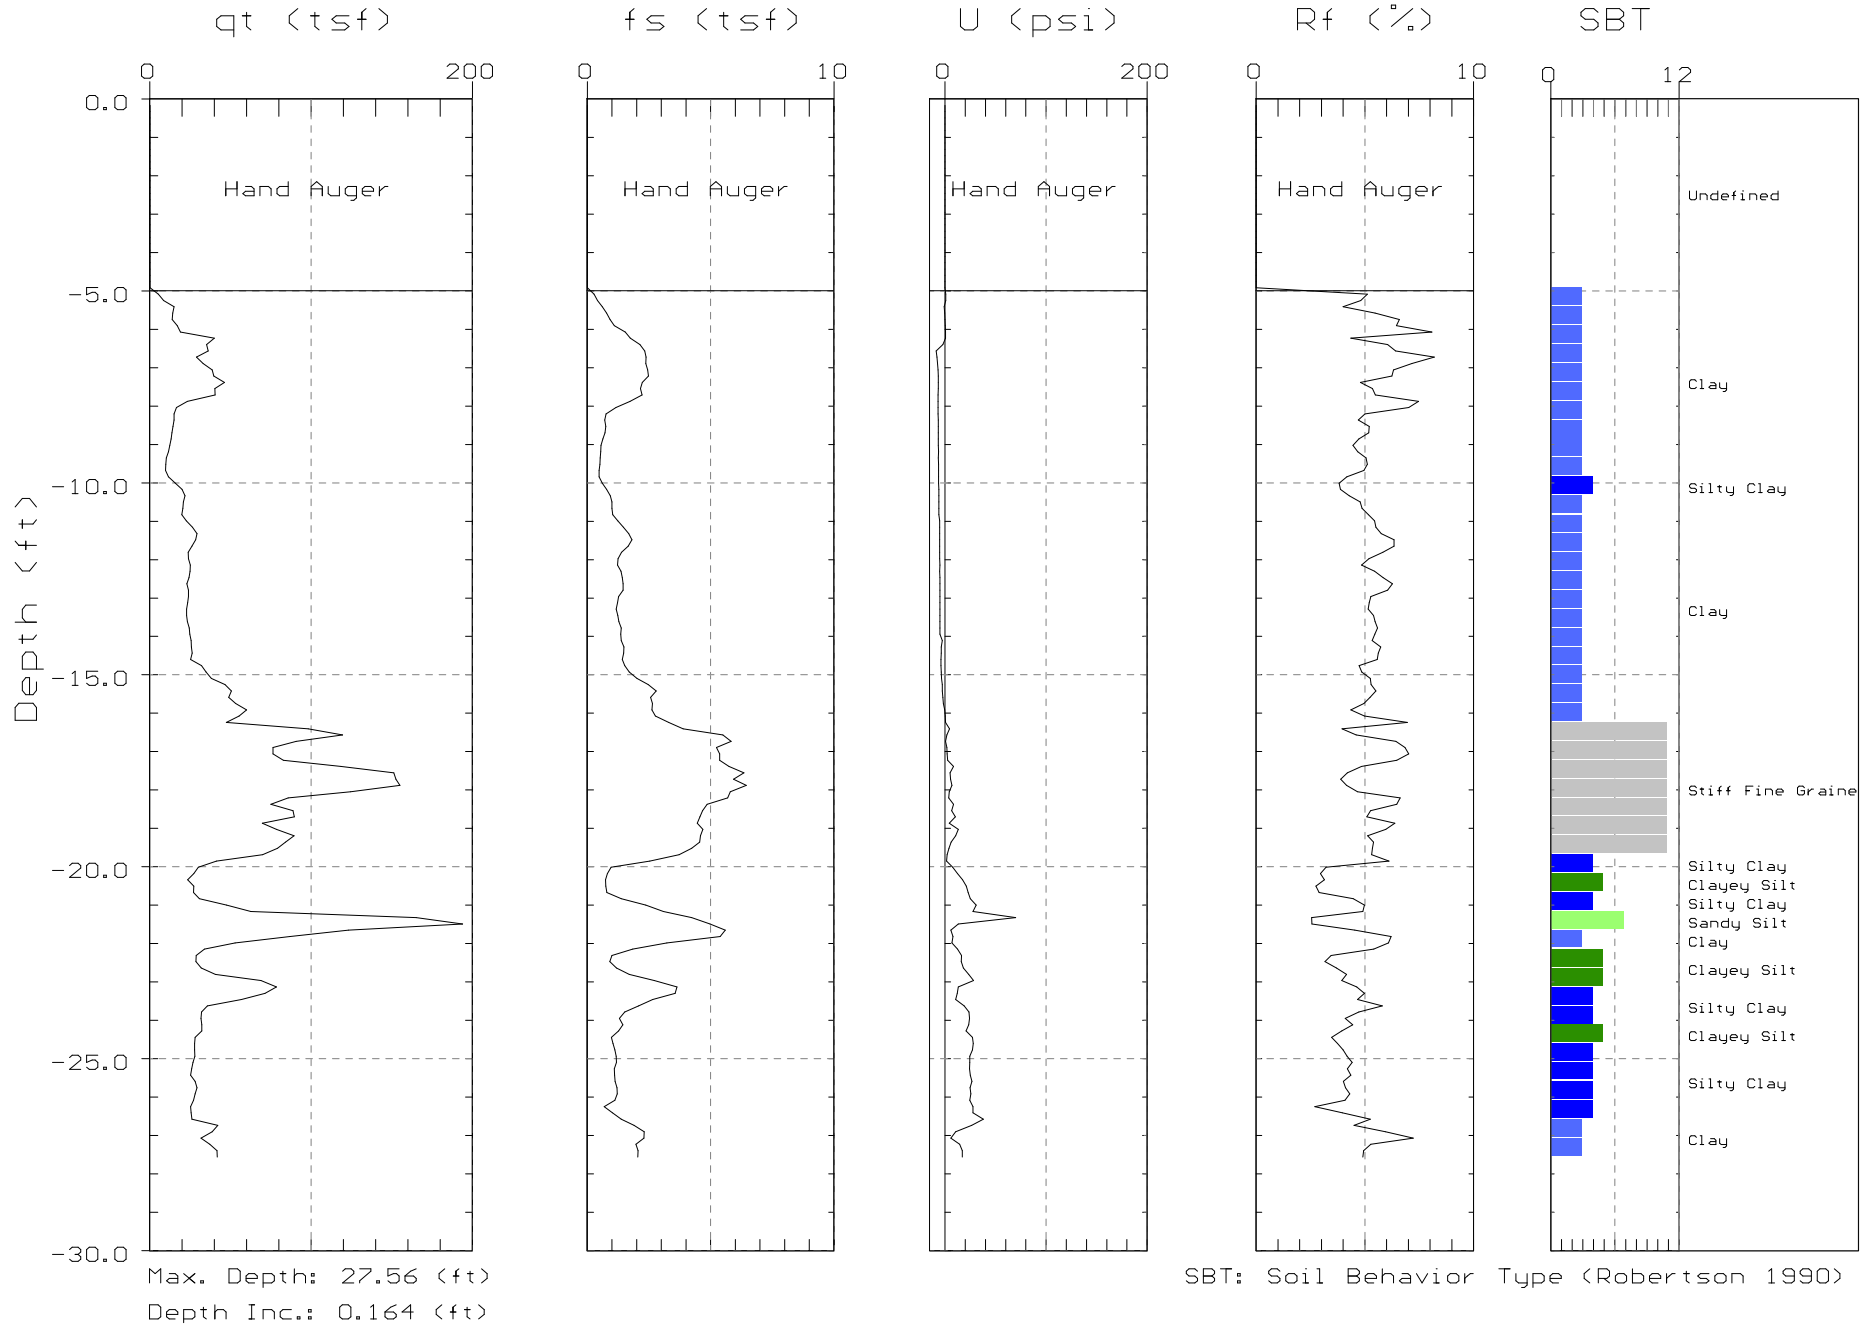 qt (tsf) fs (tsf) U (psi) Rf (%) SBT
0 200 0 10 0 200 0 10 0 12
0.0
Hand Auger Hand Auger Hand Auger Hand Auger
Undefined
-5.0
Clay
-10.0
Silty Clay
Depth (ft)
Clay
-15.0
Stiff Fine Graine
-20.0
Silty Clay
Clayey Silt
Silty Clay
Sandy Silt
Clay
Clayey Silt
Silty Clay
Clayey Silt
-25.0
Silty Clay
Clay
-30.0
Max. Depth: 27.56 (ft)
SBT: Soil Behavior Type (Robertson 1990)
Depth Inc.: 0.164 (ft)